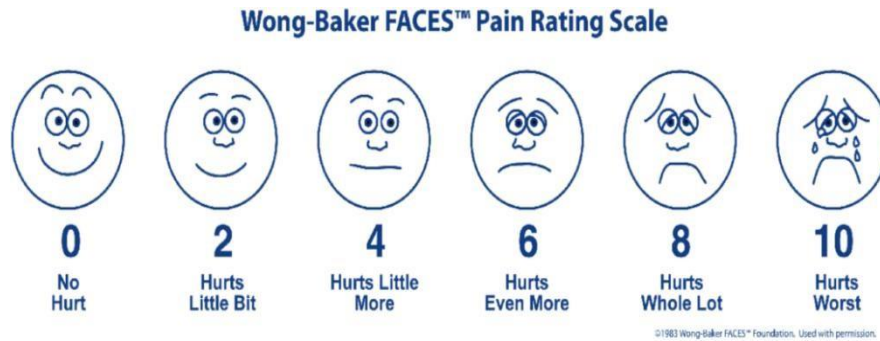 Wong-Baker FACES™ Pain Rating Scale
0
No
Hurt
2
Hurts
Little Bit
4
Hurts Little
More
6
Hurts
Even More
8
Hurts
Whole Lot
10
Hurts
Worst
©1983 Wong-Baker FACES™ Foundation. Used with permission.